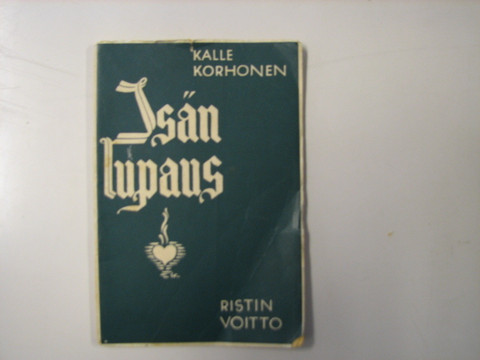 KALLE
KORHONEN
Isän
lupaus
RISTIN
VOITTO